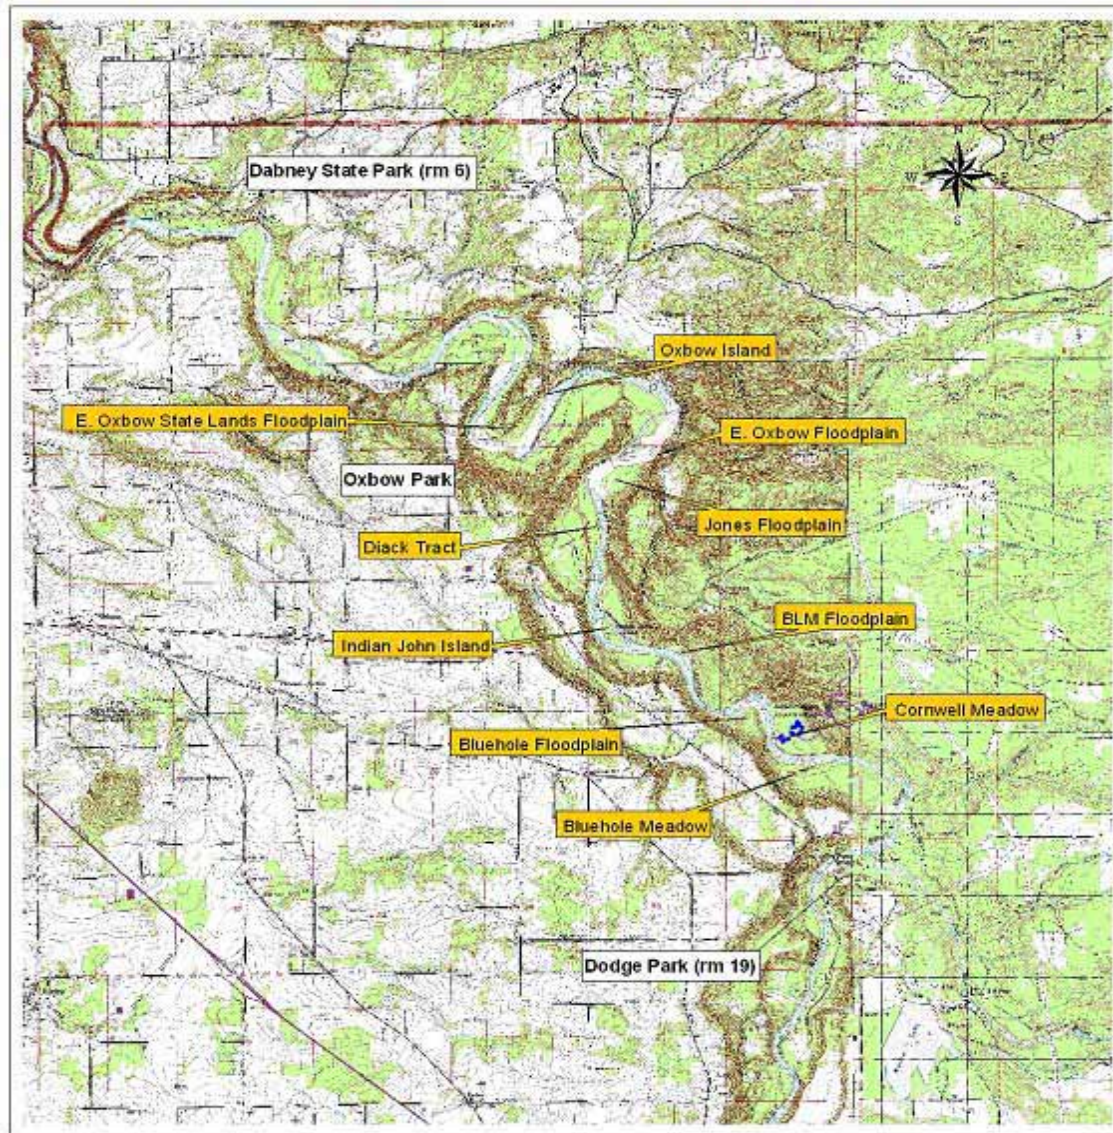 Dabney State Park (rm 6)
N
W
E
S
Oxbow Island
E. Oxbow State Lands Floodplain
E. Oxbow Floodplain
Oxbow Park
Jones Floodplain
Diack Tract
BLM Floodplain
Indian John Island
Cornwell Meadow
Bluehole Floodplain
Bluehole Meadow
Dodge Park (rm 19)